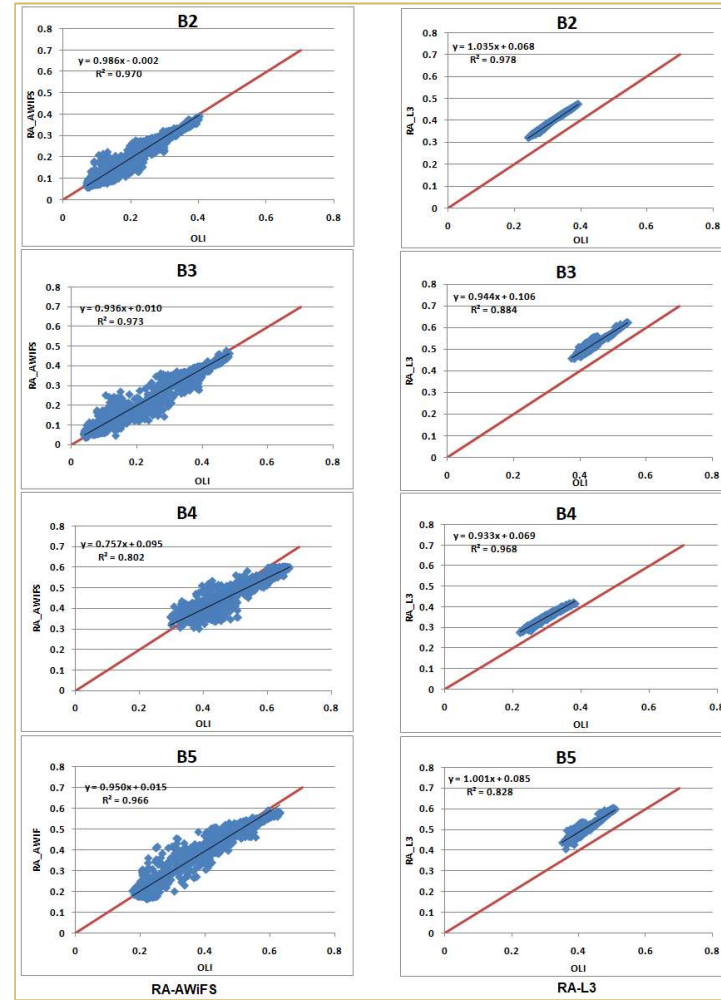 B2
y = 0.986x - 0.002
R² = 0.970
RA_AWIFS
0.8
0.7
0.6
0.5
0.4
0.3
0.2
0.1
0
0 0.2 0.4 0.6 0.8
OLI
B2
y = 1.035x + 0.068
R² = 0.978
RA_L3
0.8
0.7
0.6
0.5
0.4
0.3
0.2
0.1
0
0 0.2 0.4 0.6 0.8
OLI
B3
y = 0.936x + 0.010
R² = 0.973
RA_AWIFS
0.8
0.7
0.6
0.5
0.4
0.3
0.2
0.1
0
0 0.2 0.4 0.6 0.8
OLI
B3
y = 0.944x + 0.106
R² = 0.884
RA_L3
0.8
0.7
0.6
0.5
0.4
0.3
0.2
0.1
0
0 0.2 0.4 0.6 0.8
OLI
B4
y = 0.757x + 0.095
R² = 0.802
RA_AWIFS
0.8
0.7
0.6
0.5
0.4
0.3
0.2
0.1
0
0 0.2 0.4 0.6 0.8
OLI
B4
y = 0.933x + 0.069
R² = 0.968
RA_L3
0.8
0.7
0.6
0.5
0.4
0.3
0.2
0.1
0
0 0.2 0.4 0.6 0.8
OLI
B5
y = 0.950x + 0.015
R² = 0.966
RA_AWIF
0.8
0.7
0.6
0.5
0.4
0.3
0.2
0.1
0
0 0.2 0.4 0.6 0.8
OLI
B5
y = 1.001x + 0.085
R² = 0.828
RA_L3
0.8
0.7
0.6
0.5
0.4
0.3
0.2
0.1
0
0 0.2 0.4 0.6 0.8
OLI
RA-AWiFS
RA-L3